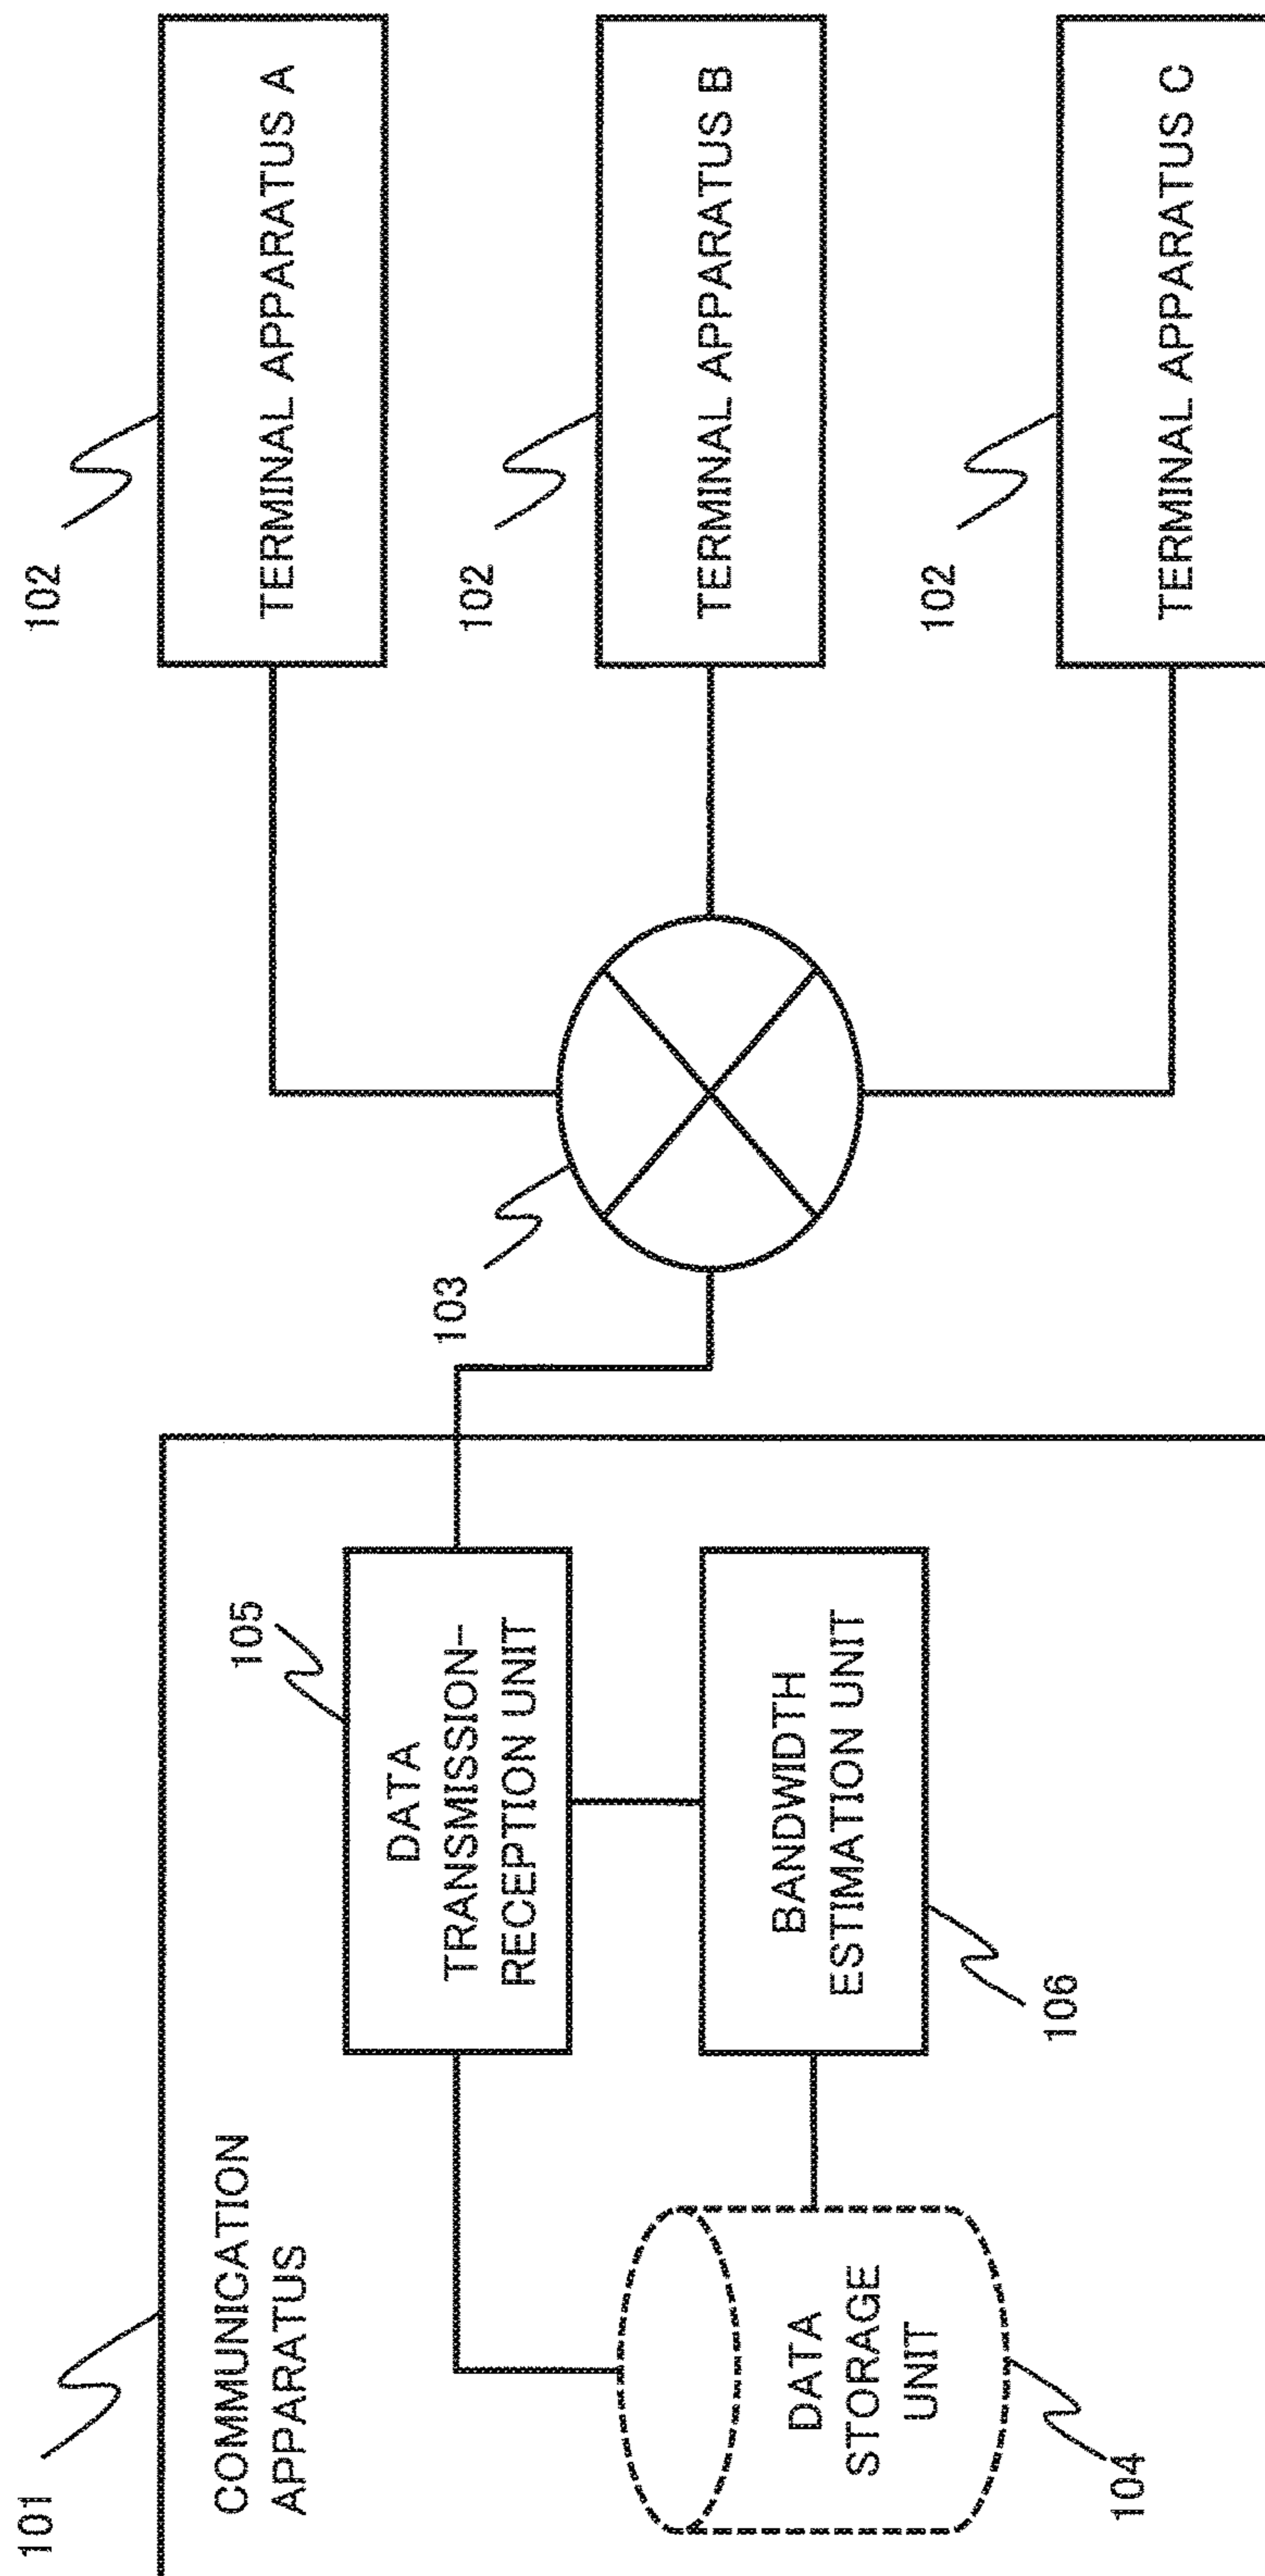 101
COMMUNICATION
APPARATUS
105
DATA
TRANSMISSION-
RECEPTION UNIT
BANDWIDTH
ESTIMATION UNIT
106
DATA
STORAGE
UNIT
104
103
102
TERMINAL APPARATUS A
102
TERMINAL APPARATUS B
102
TERMINAL APPARATUS C